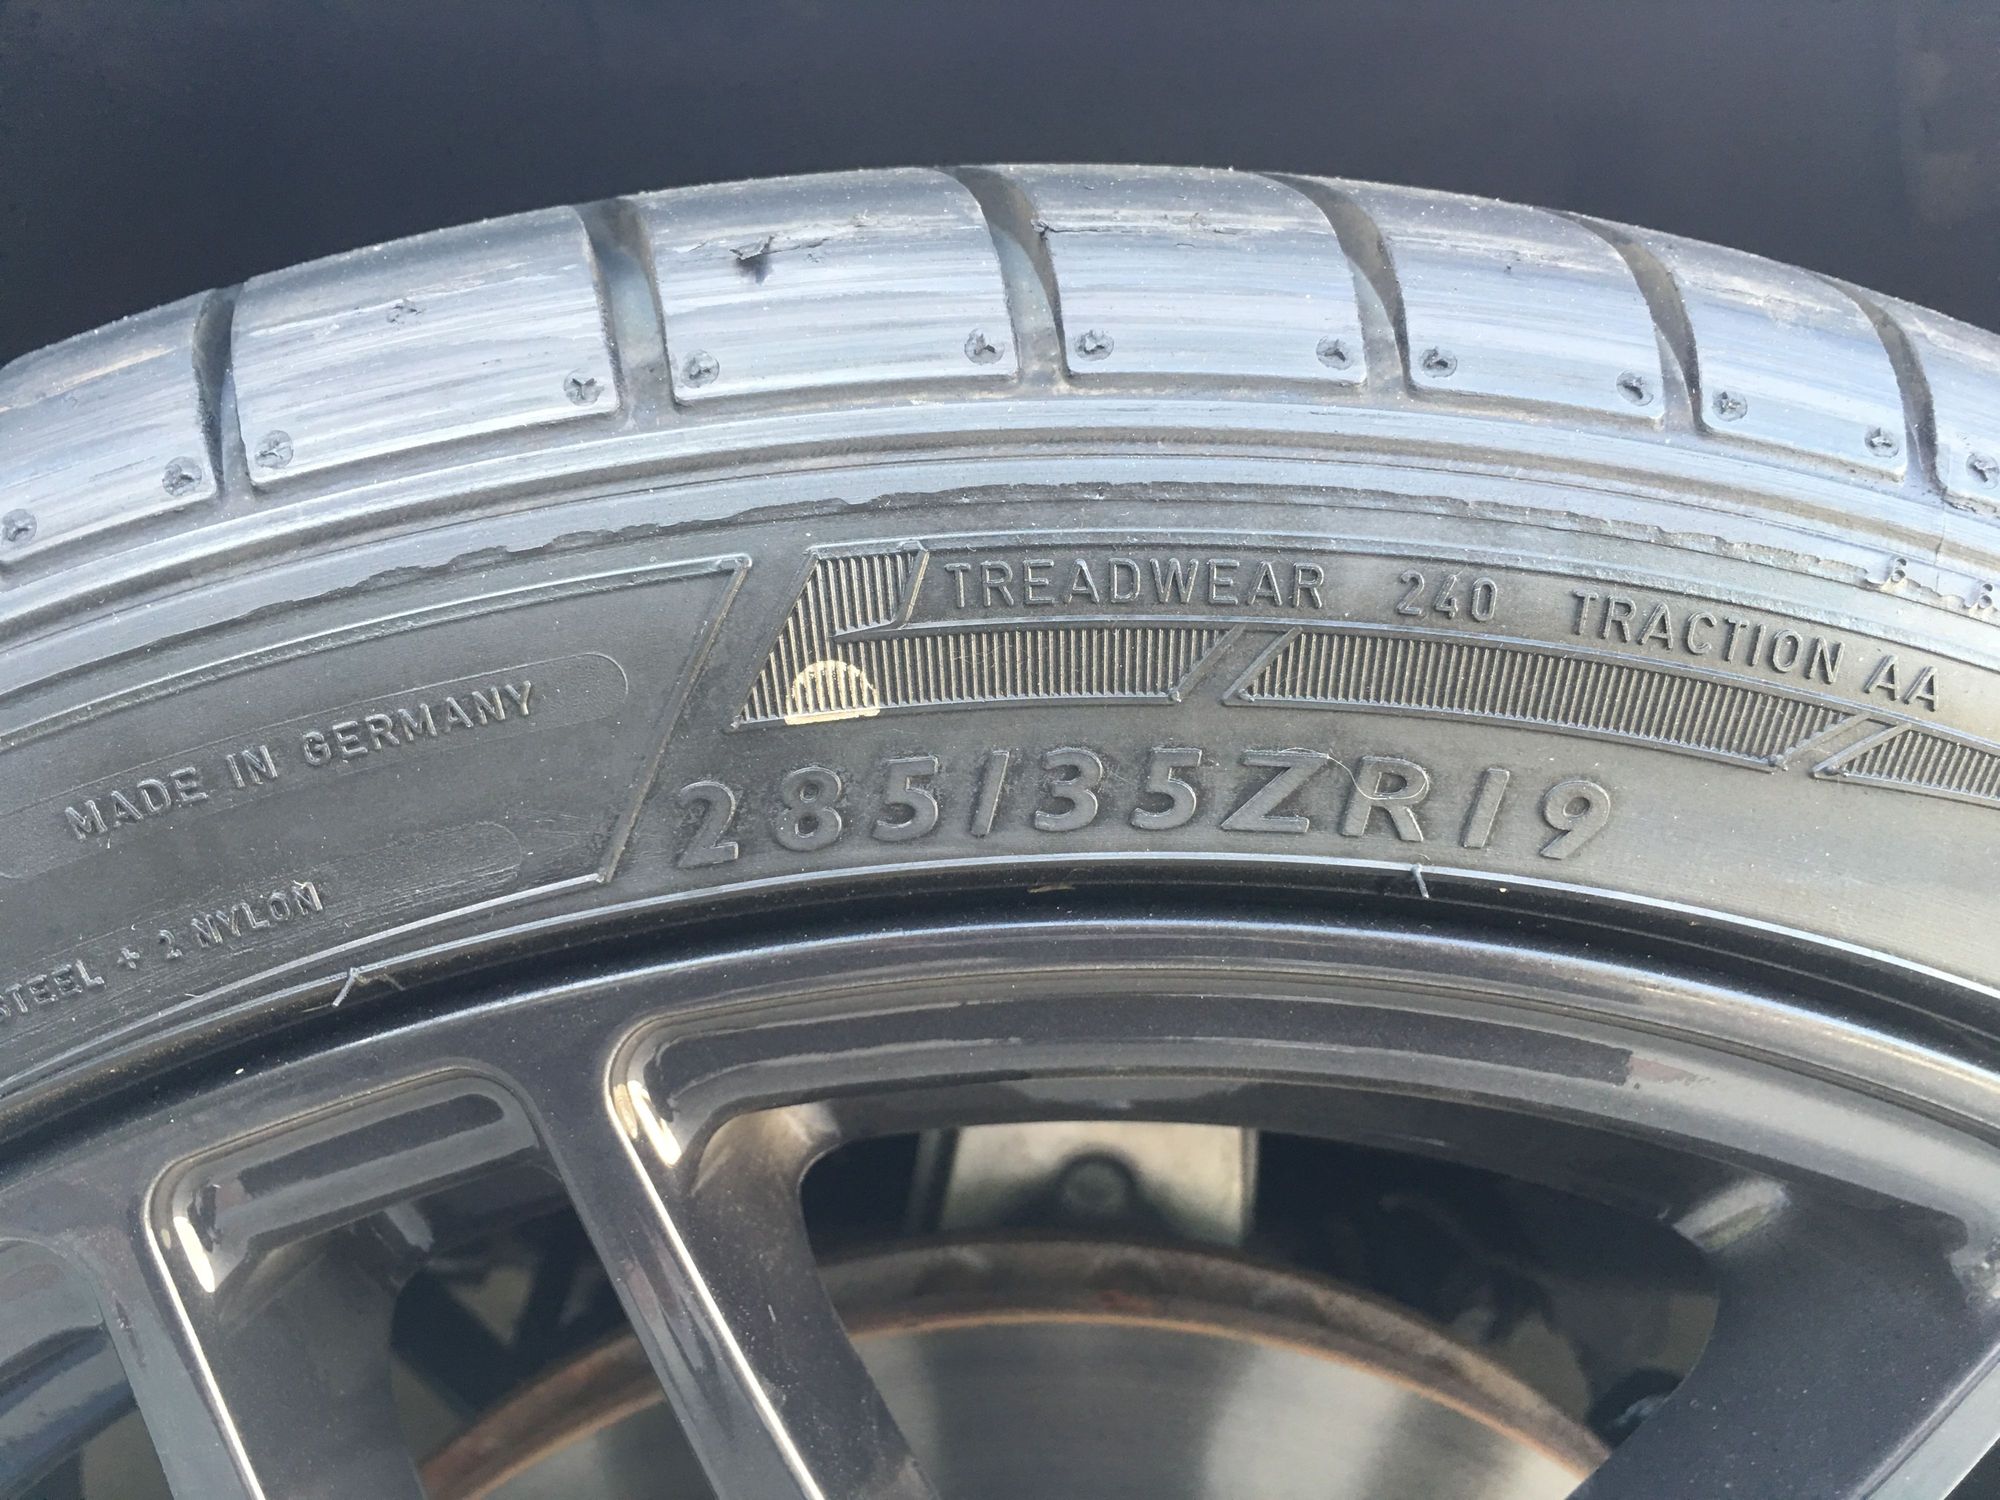 TREADWEAR 240 TRACTION AA
MADE IN GERMANY
285/35ZR19
STEEL + 2 NYLON